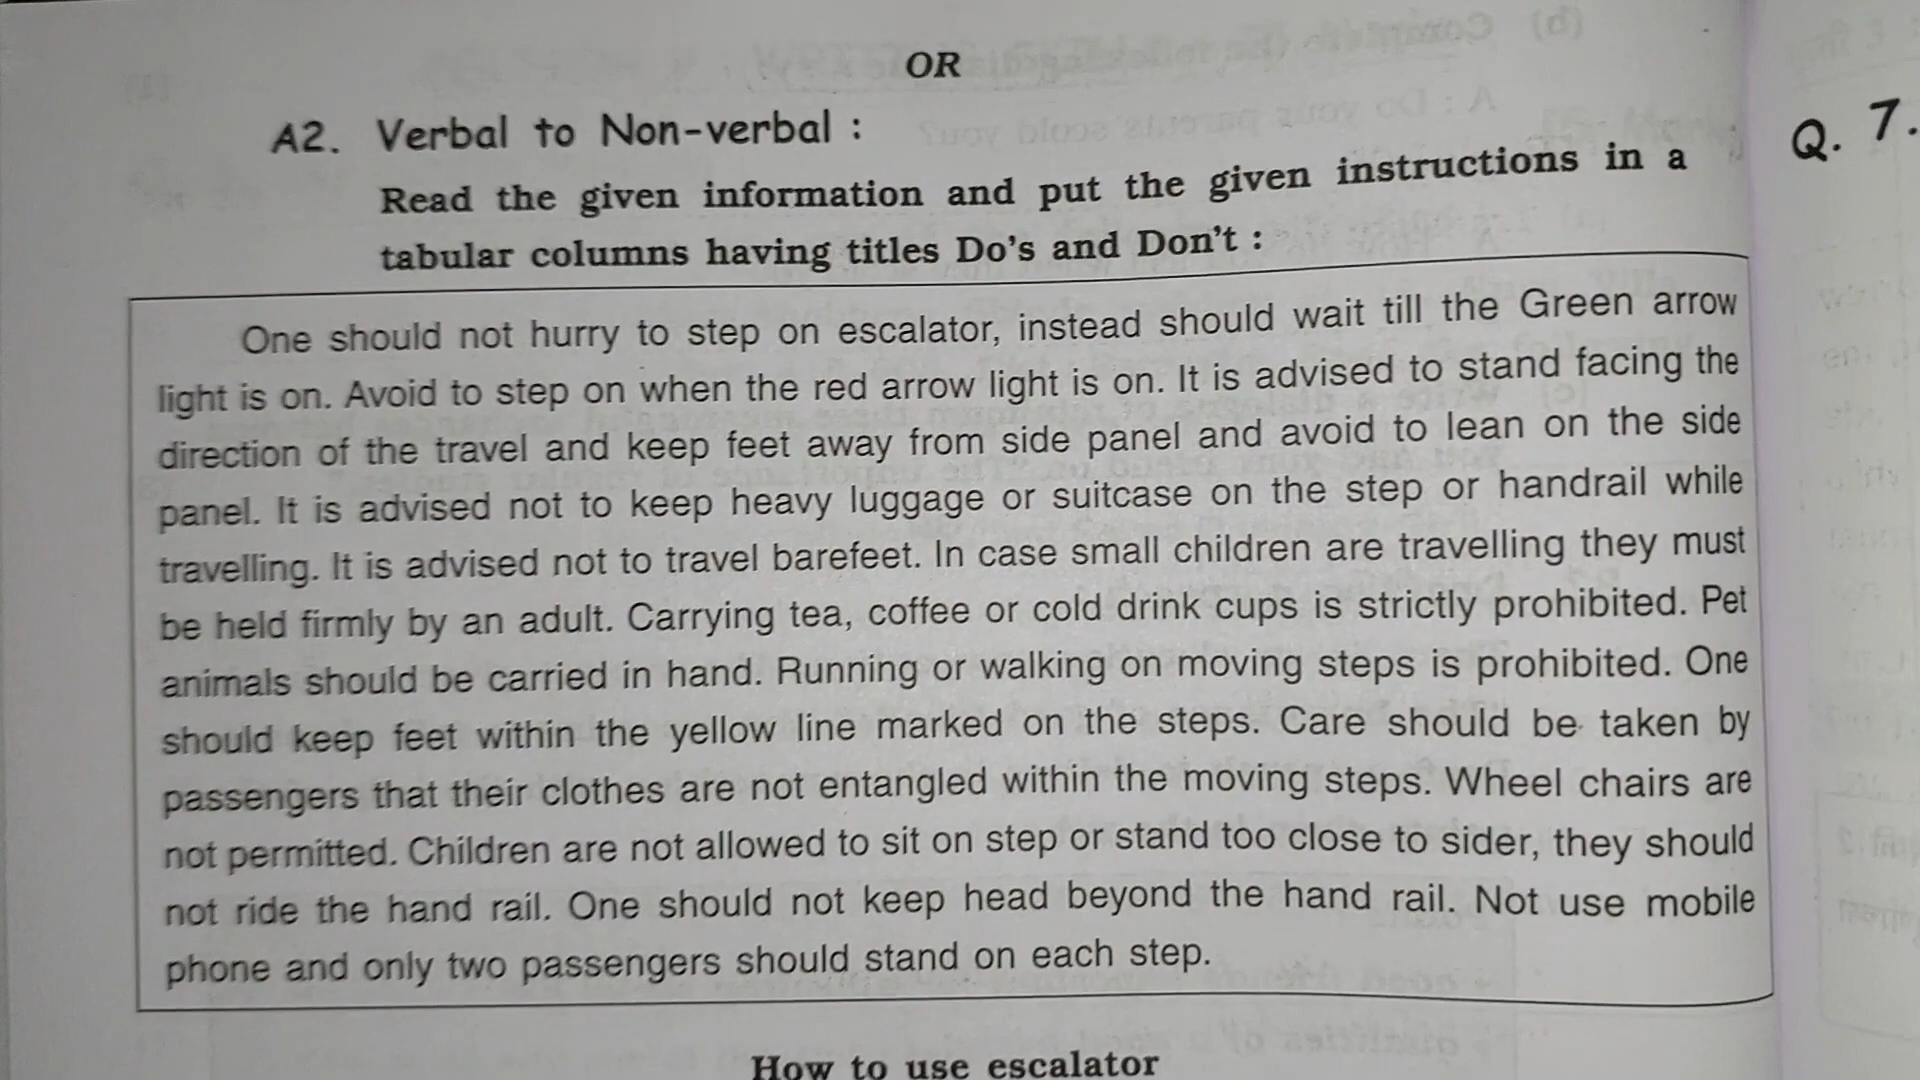 OR
A2. Verbal to Non-verbal :
Q. 7.
Read the given information and put the given instructions in a
tabular columns having titles Do's and Don't :
One should not hurry to step on escalator, instead should wait till the Green arrow
light is on. Avoid to step on when the red arrow light is on. It is advised to stand facing the
direction of the travel and keep feet away from side panel and avoid to lean on the side
panel. It is advised not to keep heavy luggage or suitcase on the step or handrail while
travelling. It is advised not to travel barefeet. In case small children are travelling they must
be held firmly by an adult. Carrying tea, coffee or cold drink cups is strictly prohibited. Pet
animals should be carried in hand. Running or walking on moving steps is prohibited. One
should keep feet within the yellow line marked on the steps. Care should be taken by
passengers that their clothes are not entangled within the moving steps. Wheel chairs are
not permitted. Children are not allowed to sit on step or stand too close to sider, they should
not ride the hand rail. One should not keep head beyond the hand rail. Not use mobile
phone and only two passengers should stand on each step.
How to use escalator